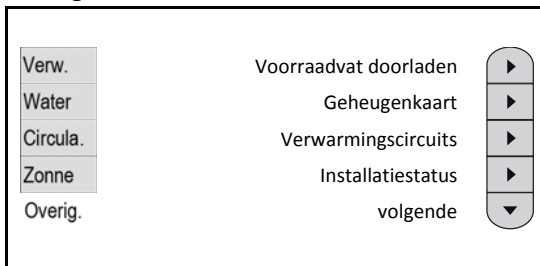 Verw. Voorraadvat doorladen
Water Geheugenkaart
Circula. Verwarmingscircuits
Zonne Installatiestatus
Overig. volgende